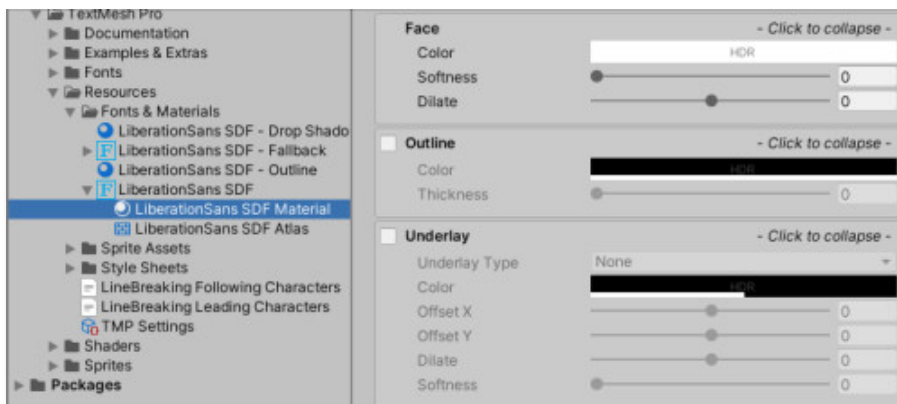 TextMesh Pro
Documentation
Examples & Extras
Fonts
Resources
Fonts & Materials
LiberationSans SDF - Drop Shado
LiberationSans SDF - Fallback
LiberationSans SDF - Outline
LiberationSans SDF
LiberationSans SDF Material
LiberationSans SDF Atlas
Sprite Assets
Style Sheets
LineBreaking Following Characters
LineBreaking Leading Characters
TMP Settings
Shaders
Sprites
Packages
Face - Click to collapse -
Color HDR
Softness 0
Dilate 0
Outline - Click to collapse -
Color HDR
Thickness 0
Underlay - Click to collapse -
Underlay Type None
Color HDR
Offset X 0
Offset Y 0
Dilate 0
Softness 0